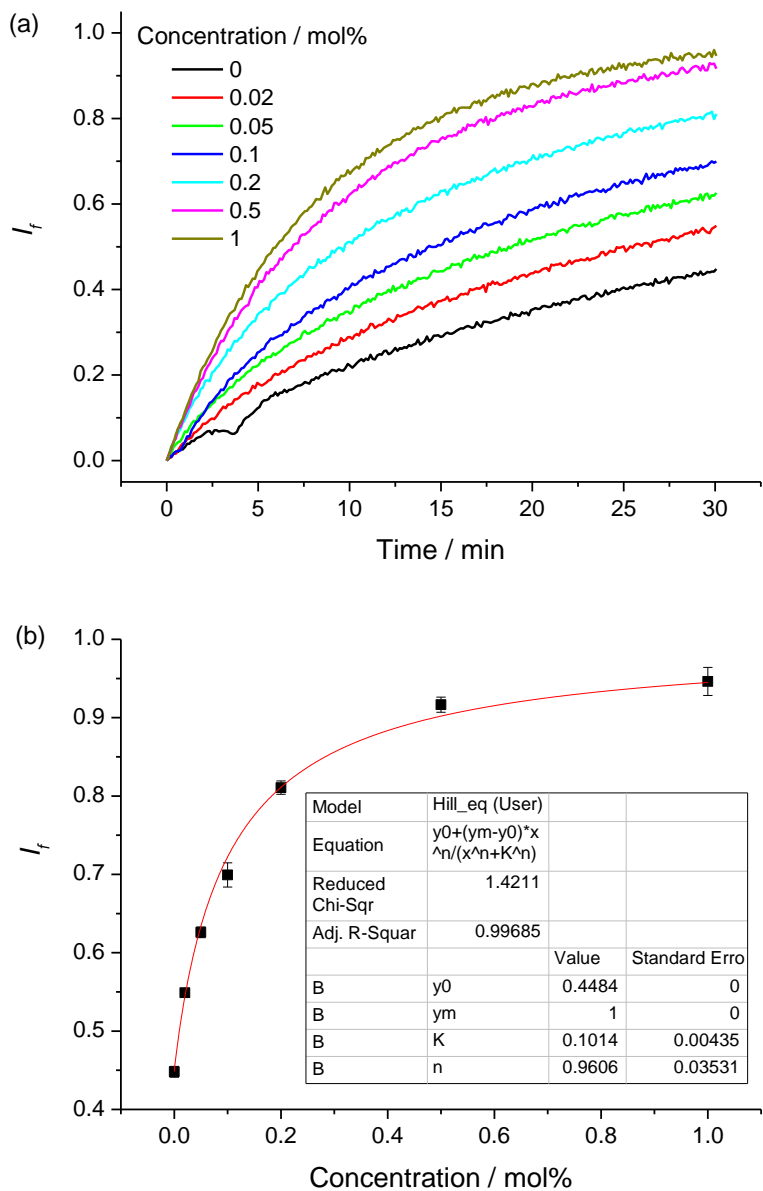 (a)
Concentration / mol%
0
0.02
0.05
0.1
0.2
0.5
1
1.0
0.8
0.6
0.4
0.2
0.0
I_f
0 5 10 15 20 25 30
Time / min
(b)
1.0
0.9
0.8
0.7
0.6
0.5
0.4
I_f
Model Hill_eq (User)
Equation y0+(ym-y0)*x
^n/(x^n+K^n)
Reduced 1.4211
Chi-Sqr
Adj. R-Squar 0.99685
Value Standard Erro
B y0 0.4484 0
B ym 1 0
B K 0.1014 0.00435
B n 0.9606 0.03531
0.0 0.2 0.4 0.6 0.8 1.0
Concentration / mol%